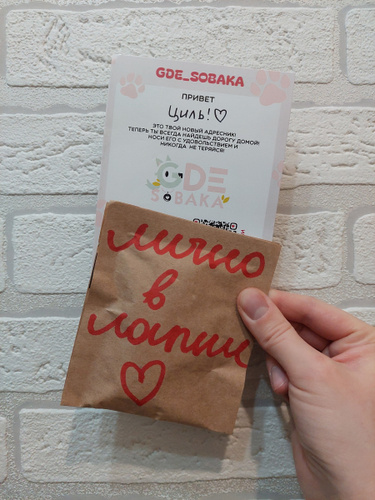 GDE_SOBAKA
ПРИВЕТ
Циль!♡
ЭТО ТВОЙ НОВЫЙ АДРЕСНИК!
ТЕПЕРЬ ТЫ ВСЕГДА НАЙДЕШЬ ДОРОГУ ДОМОЙ!
НОСИ ЕГО С УДОВОЛЬСТВИЕМ И
НИКОГДА НЕ ТЕРЯЙСЯ!
GDE
SOBAKA
лично
в
лапки
♡